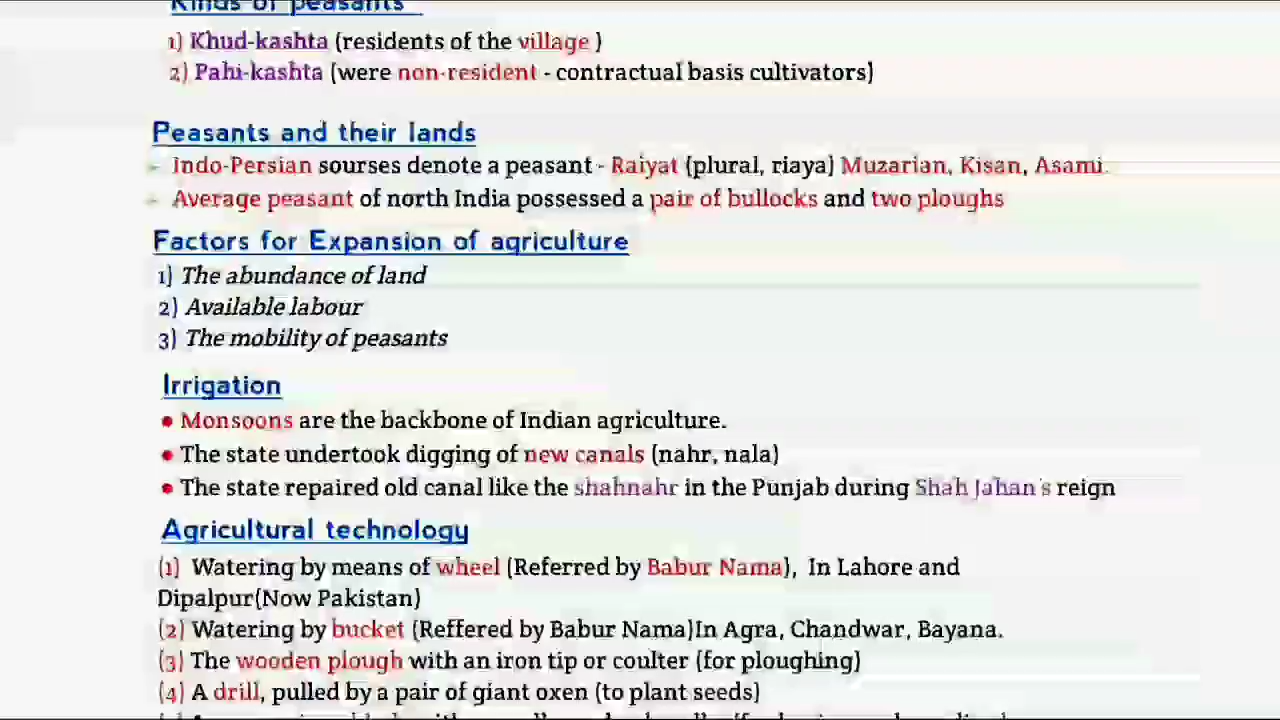 Kinds of peasants
1) Khud-kashta (residents of the village )
2) Pahi-kashta (were non-resident - contractual basis cultivators)
Peasants and their lands
- Indo-Persian sourses denote a peasant - Raiyat (plural, riaya) Muzarian, Kisan, Asami.
- Average peasant of north India possessed a pair of bullocks and two ploughs
Factors for Expansion of agriculture
1) The abundance of land
2) Available labour
3) The mobility of peasants
Irrigation
• Monsoons are the backbone of Indian agriculture.
• The state undertook digging of new canals (nahr, nala)
• The state repaired old canal like the shahnahr in the Punjab during Shah Jahan's reign
Agricultural technology
(1) Watering by means of wheel (Referred by Babur Nama), In Lahore and
Dipalpur(Now Pakistan)
(2) Watering by bucket (Reffered by Babur Nama)In Agra, Chandwar, Bayana.
(3) The wooden plough with an iron tip or coulter (for ploughing)
(4) A drill, pulled by a pair of giant oxen (to plant seeds)